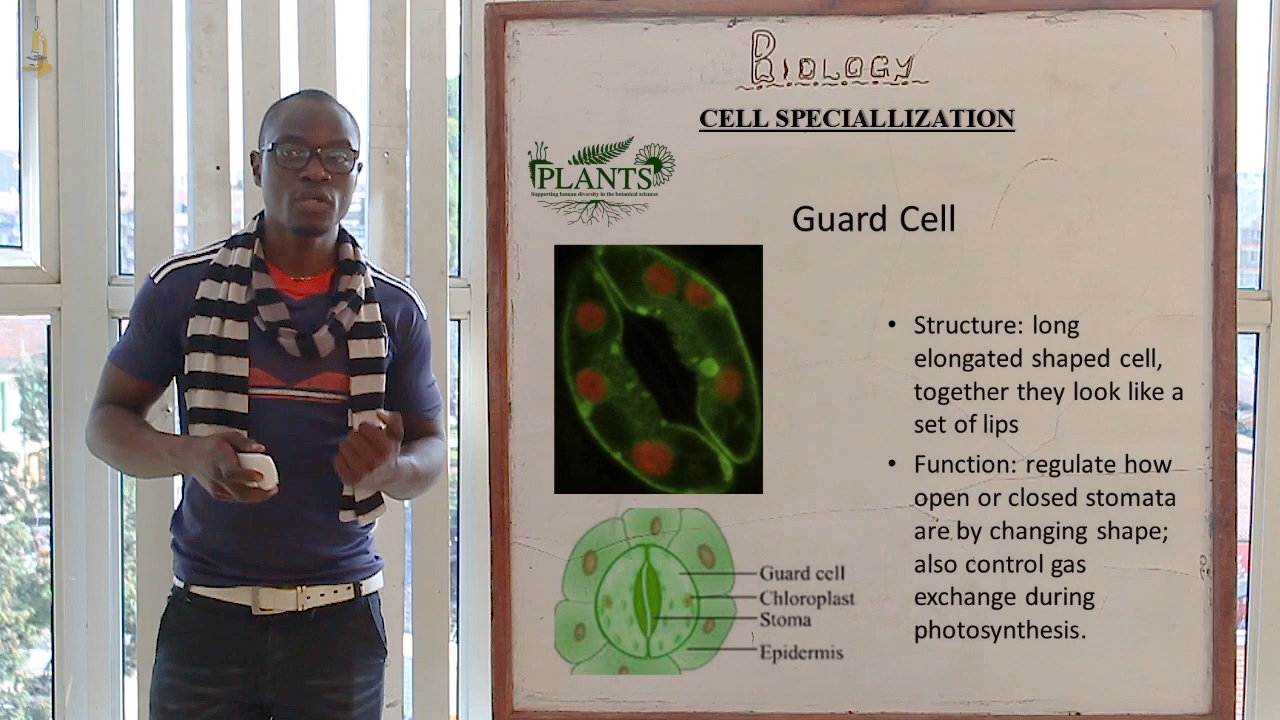 BIOLOGY
CELL SPECIALLIZATION
PLANTS
Supporting human diversity in the botanical sciences
Guard Cell
• Structure: long
elongated shaped cell,
together they look like a
set of lips
• Function: regulate how
open or closed stomata
are by changing shape;
also control gas
exchange during
photosynthesis.
Guard cell
Chloroplast
Stoma
Epidermis